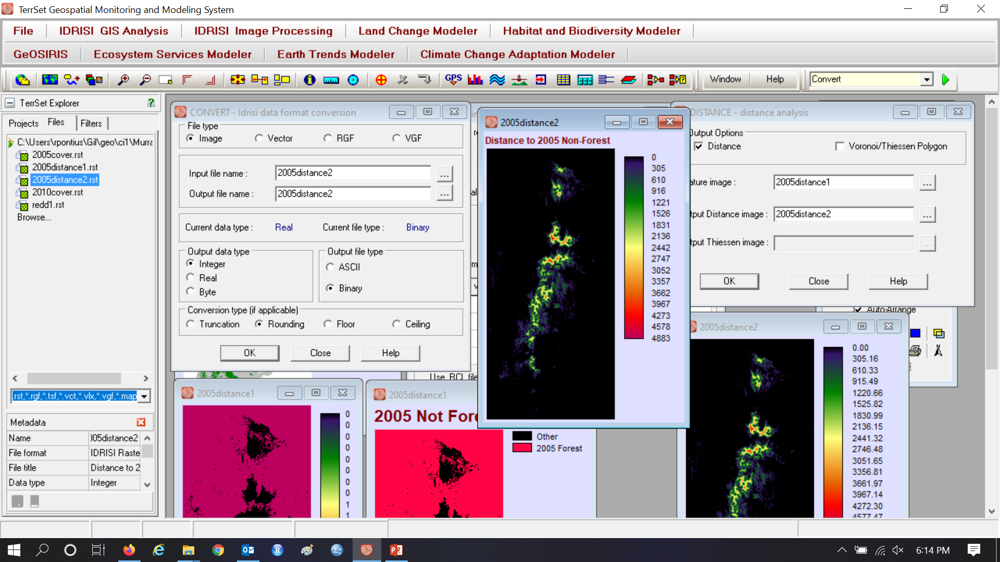 TerrSet Geospatial Monitoring and Modeling System
File IDRISI GIS Analysis IDRISI Image Processing Land Change Modeler Habitat and Biodiversity Modeler
GeOSIRIS Ecosystem Services Modeler Earth Trends Modeler Climate Change Adaptation Modeler
GPS Window Help Convert
TerrSet Explorer ?
Projects Files Filters
C:\Users\rpontius\Gil\geo\ci1\Murra
2005cover.rst
2005distance1.rst
2005distance2.rst
2010cover.rst
redd1.rst
Browse...
.rst,*.rgf,*.tsf,*.vct,*.vlx,*.vgf,*.map
Metadata
Name 005distance2
File format IDRISI Raste
File title Distance to 2
Data type Integer
CONVERT - Idrisi data format conversion
File type
Image Vector RGF VGF
Input file name : 2005distance2 ...
Output file name : 2005distance2 ...
Current data type : Real Current file type : Binary
Output data type
Integer
Real
Byte
Output file type
ASCII
Binary
Conversion type (if applicable)
Truncation Rounding Floor Ceiling
OK Close Help
Use RCL file
2005distance2
Distance to 2005 Non-Forest
0
305
610
916
1221
1526
1831
2136
2442
2747
3052
3357
3662
3967
4273
4578
4883
DISTANCE - distance analysis
Output Options
Distance Voronoi/Thiessen Polygon
ature image : 2005distance1 ...
tput Distance image : 2005distance2 ...
tput Thiessen image : ...
OK Close Help
Auto-Arrange
2005distance2
0.00
305.16
610.33
915.49
1220.66
1525.82
1830.99
2136.15
2441.32
2746.48
3051.65
3356.81
3661.97
3967.14
4272.30
4577.47
2005distance1
0
0
0
0
0
0
0
0
1
1
2005distance1
2005 Not Fore
Other
2005 Forest
6:14 PM